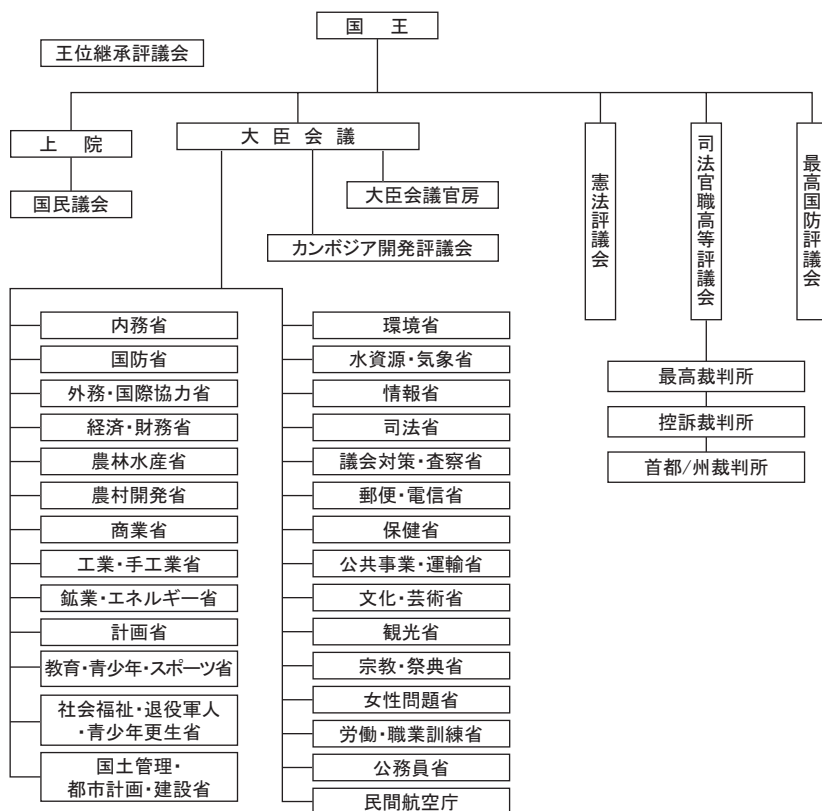 国王
王位継承評議会
上院
大臣会議
国民議会
大臣会議官房
カンボジア開発評議会
憲法評議会
司法官職高等評議会
最高国防評議会
内務省
国防省
外務・国際協力省
経済・財務省
農林水産省
農村開発省
商業省
工業・手工業省
鉱業・エネルギー省
計画省
教育・青少年・スポーツ省
社会福祉・退役軍人
・青少年更生省
国土管理・
都市計画・建設省
環境省
水資源・気象省
情報省
司法省
議会対策・査察省
郵便・電信省
保健省
公共事業・運輸省
文化・芸術省
観光省
宗教・祭典省
女性問題省
労働・職業訓練省
公務員省
民間航空庁
最高裁判所
控訴裁判所
首都/州裁判所